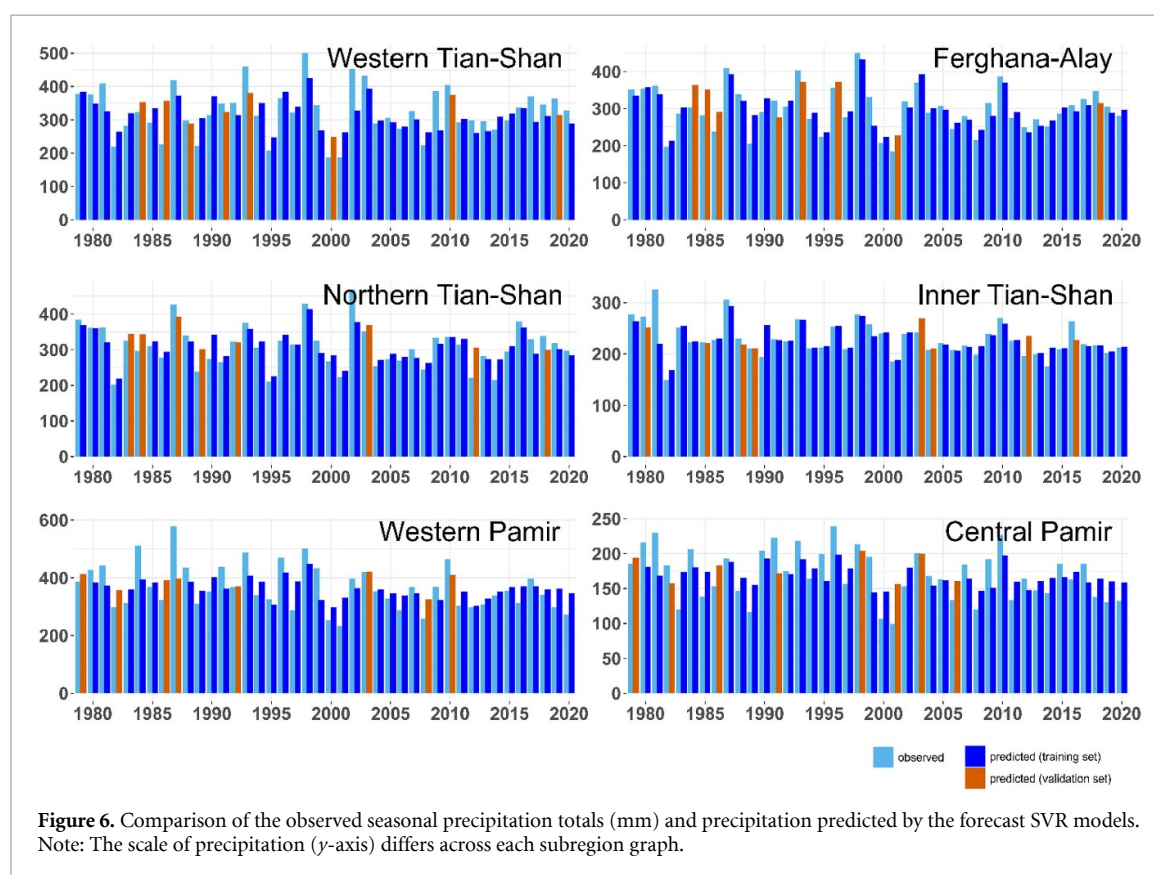 Western Tian-Shan
500
400
300
200
100
0
1980 1985 1990 1995 2000 2005 2010 2015 2020
Ferghana-Alay
400
300
200
100
0
1980 1985 1990 1995 2000 2005 2010 2015 2020
Northern Tian-Shan
400
300
200
100
0
1980 1985 1990 1995 2000 2005 2010 2015 2020
Inner Tian-Shan
300
200
100
0
1980 1985 1990 1995 2000 2005 2010 2015 2020
Western Pamir
600
400
200
0
1980 1985 1990 1995 2000 2005 2010 2015 2020
Central Pamir
250
200
150
100
50
0
1980 1985 1990 1995 2000 2005 2010 2015 2020
observed
predicted (training set)
predicted (validation set)
Figure 6. Comparison of the observed seasonal precipitation totals (mm) and precipitation predicted by the forecast SVR models.
Note: The scale of precipitation (y-axis) differs across each subregion graph.